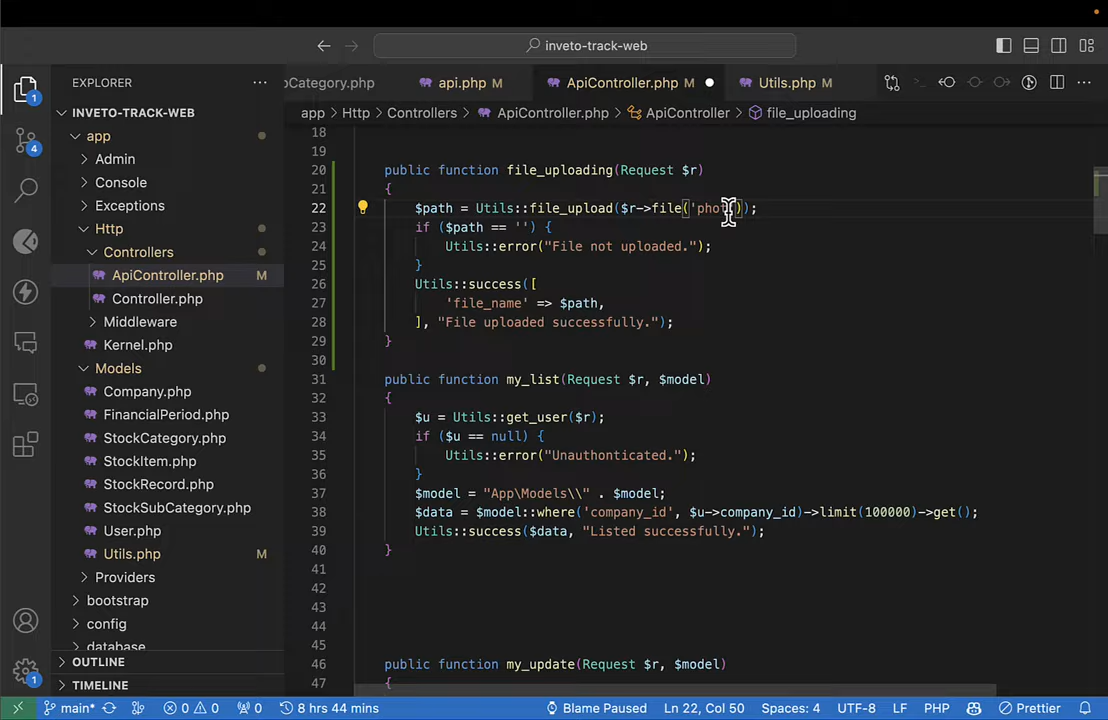 inveto-track-web
EXPLORER
oCategory.php
api.php M
ApiController.php M
Utils.php M
INVETO-TRACK-WEB
app > Http > Controllers > ApiController.php > ApiController > file_uploading
app
Admin
Console
Exceptions
Http
Controllers
ApiController.php M
Controller.php
Middleware
Kernel.php
Models
Company.php
FinancialPeriod.php
StockCategory.php
StockItem.php
StockRecord.php
StockSubCategory.php
User.php
Utils.php M
Providers
bootstrap
config
database
OUTLINE
TIMELINE
1
4
1
18
19
20 public function file_uploading(Request $r)
21 {
22 $path = Utils::file_upload($r->file('photo'));
23 if ($path == '') {
24 Utils::error("File not uploaded.");
25 }
26 Utils::success([
27 'file_name' => $path,
28 ], "File uploaded successfully.");
29 }
30
31 public function my_list(Request $r, $model)
32 {
33 $u = Utils::get_user($r);
34 if ($u == null) {
35 Utils::error("Unauthonticated.");
36 }
37 $model = "App\Models\\" . $model;
38 $data = $model::where('company_id', $u->company_id)->limit(100000)->get();
39 Utils::success($data, "Listed successfully.");
40 }
41
42
43
44
45
46 public function my_update(Request $r, $model)
47 {
main* 0 0 0 8 hrs 44 mins Blame Paused Ln 22, Col 50 Spaces: 4 UTF-8 LF PHP Prettier